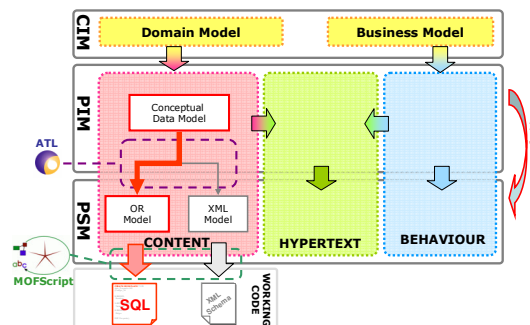 CIM
Domain Model
Business Model
PIM
Conceptual
Data Model
ATL
PSM
OR
Model
XML
Model
CONTENT
HYPERTEXT
BEHAVIOUR
abc
MOFScript
SQL
XML
Schema
WORKING
CODE